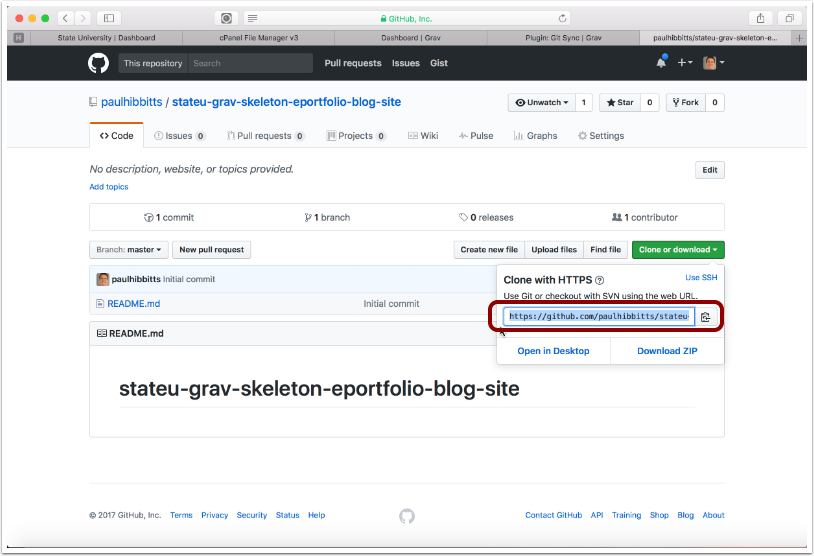 GitHub, Inc.
H State University | Dashboard cPanel File Manager v3 Dashboard | Grav Plugin: Git Sync | Grav paulhibbitts/stateu-grav-skeleton-e...
This repository Search Pull requests Issues Gist
paulhibbitts / stateu-grav-skeleton-eportfolio-blog-site Unwatch 1 Star 0 Fork 0
Code Issues 0 Pull requests 0 Projects 0 Wiki Pulse Graphs Settings
No description, website, or topics provided. Edit
Add topics
1 commit 1 branch 0 releases 1 contributor
Branch: master New pull request Create new file Upload files Find file Clone or download
paulhibbitts Initial commit
README.md Initial commit
Clone with HTTPS ? Use SSH
Use Git or checkout with SVN using the web URL.
https://github.com/paulhibbitts/stateu-
Open in Desktop Download ZIP
README.md
stateu-grav-skeleton-eportfolio-blog-site
© 2017 GitHub, Inc. Terms Privacy Security Status Help Contact GitHub API Training Shop Blog About